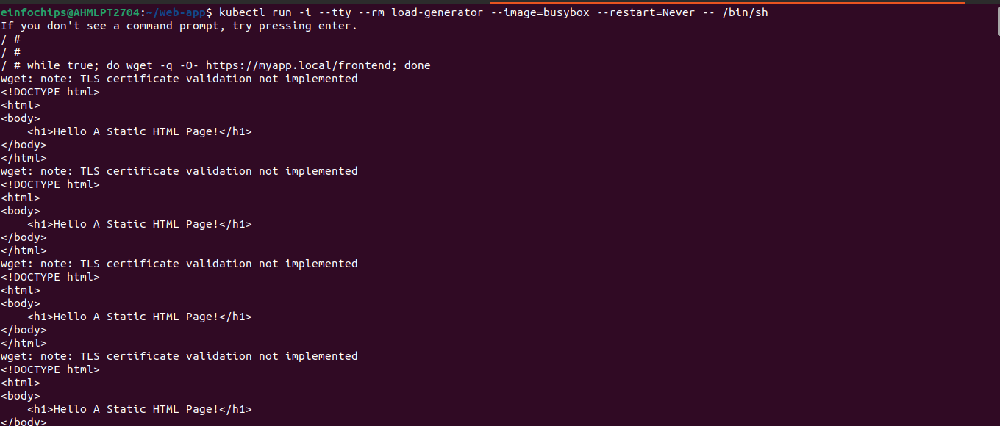 einfochips@AHMLPT2704:~/web-app$ kubectl run -i --tty --rm load-generator --image=busybox --restart=Never -- /bin/sh
If you don't see a command prompt, try pressing enter.
/ #
/ #
/ # while true; do wget -q -O- https://myapp.local/frontend; done
wget: note: TLS certificate validation not implemented
<!DOCTYPE html>
<html>
<body>
    <h1>Hello A Static HTML Page!</h1>
</body>
</html>
wget: note: TLS certificate validation not implemented
<!DOCTYPE html>
<html>
<body>
    <h1>Hello A Static HTML Page!</h1>
</body>
</html>
wget: note: TLS certificate validation not implemented
<!DOCTYPE html>
<html>
<body>
    <h1>Hello A Static HTML Page!</h1>
</body>
</html>
wget: note: TLS certificate validation not implemented
<!DOCTYPE html>
<html>
<body>
    <h1>Hello A Static HTML Page!</h1>
</body>